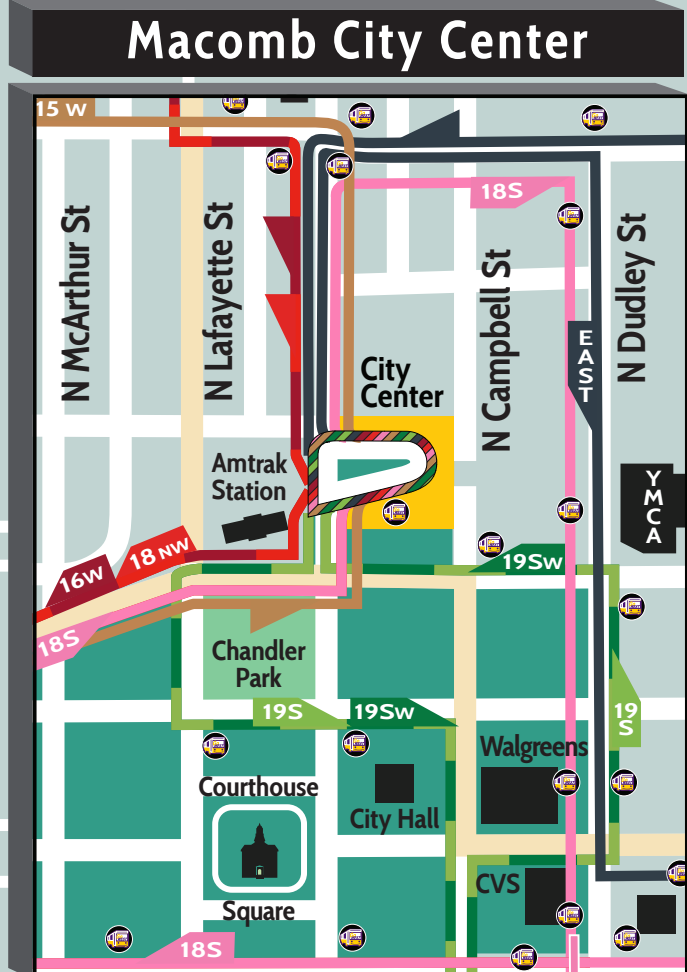 Macomb City Center
15 W
N McArthur St
N Lafayette St
18S
N Campbell St
N Dudley St
EAST
City
Center
Amtrak
Station
YMCA
16W
18 NW
19Sw
18S
Chandler
Park
19S
19Sw
19
S
Walgreens
Courthouse
City Hall
CVS
Square
18S